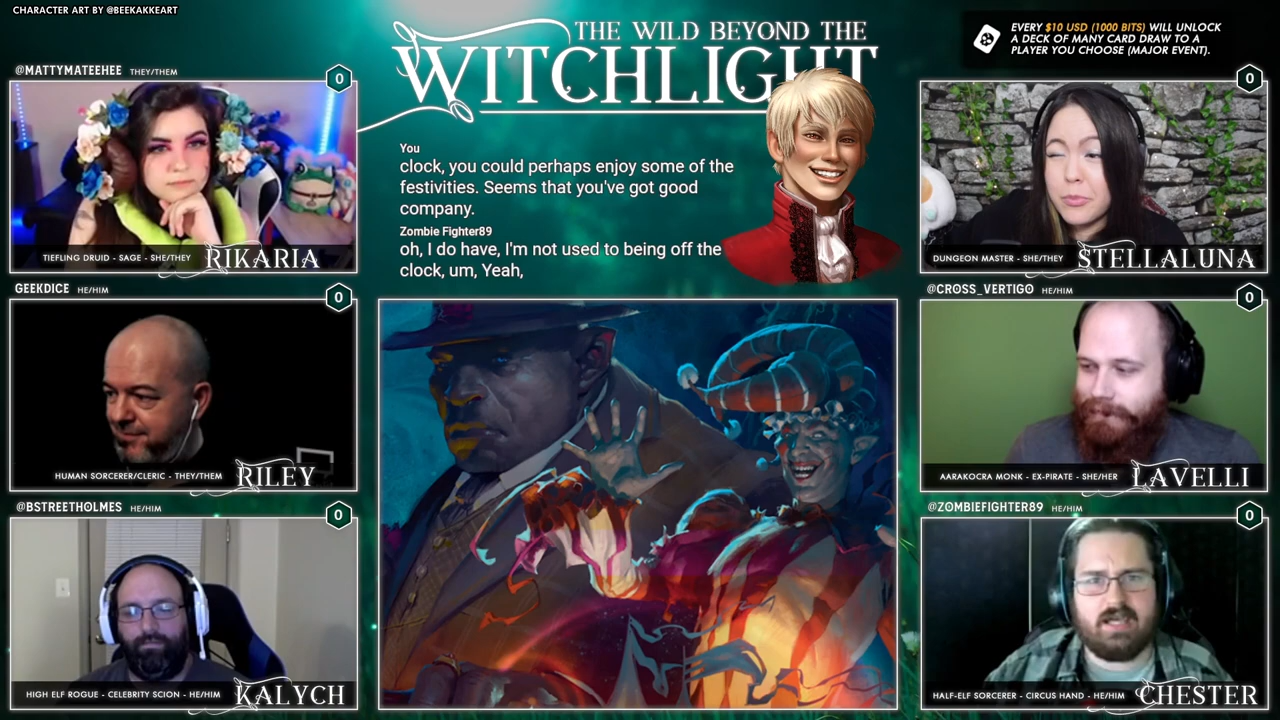 CHARACTER ART BY @BEEKAKKEART
THE WILD BEYOND THE
WITCHLIGHT
EVERY $10 USD (1000 BITS) WILL UNLOCK
A DECK OF MANY CARD DRAW TO A
PLAYER YOU CHOOSE (MAJOR EVENT).
@MATTYMATEEHEE THEY/THEM
0
TIEFLING DRUID - SAGE - SHE/THEY RIKARIA
You
clock, you could perhaps enjoy some of the
festivities. Seems that you've got good
company.
Zombie Fighter89
oh, I do have, I'm not used to being off the
clock, um, Yeah,
0
DUNGEON MASTER - SHE/THEY STELLALUNA
GEEKDICE HE/HIM
0
HUMAN SORCERER/CLERIC - THEY/THEM RILEY
@CROSS_VERTIGO HE/HIM
0
AARAKOCRA MONK - EX-PIRATE - SHE/HER LAVELLI
@BSTREETHOLMES HE/HIM
0
HIGH ELF ROGUE - CELEBRITY SCION - HE/HIM KALYCH
@ZOMBIEFIGHTER89 HE/HIM
0
HALF-ELF SORCERER - CIRCUS HAND - HE/HIM CHESTER